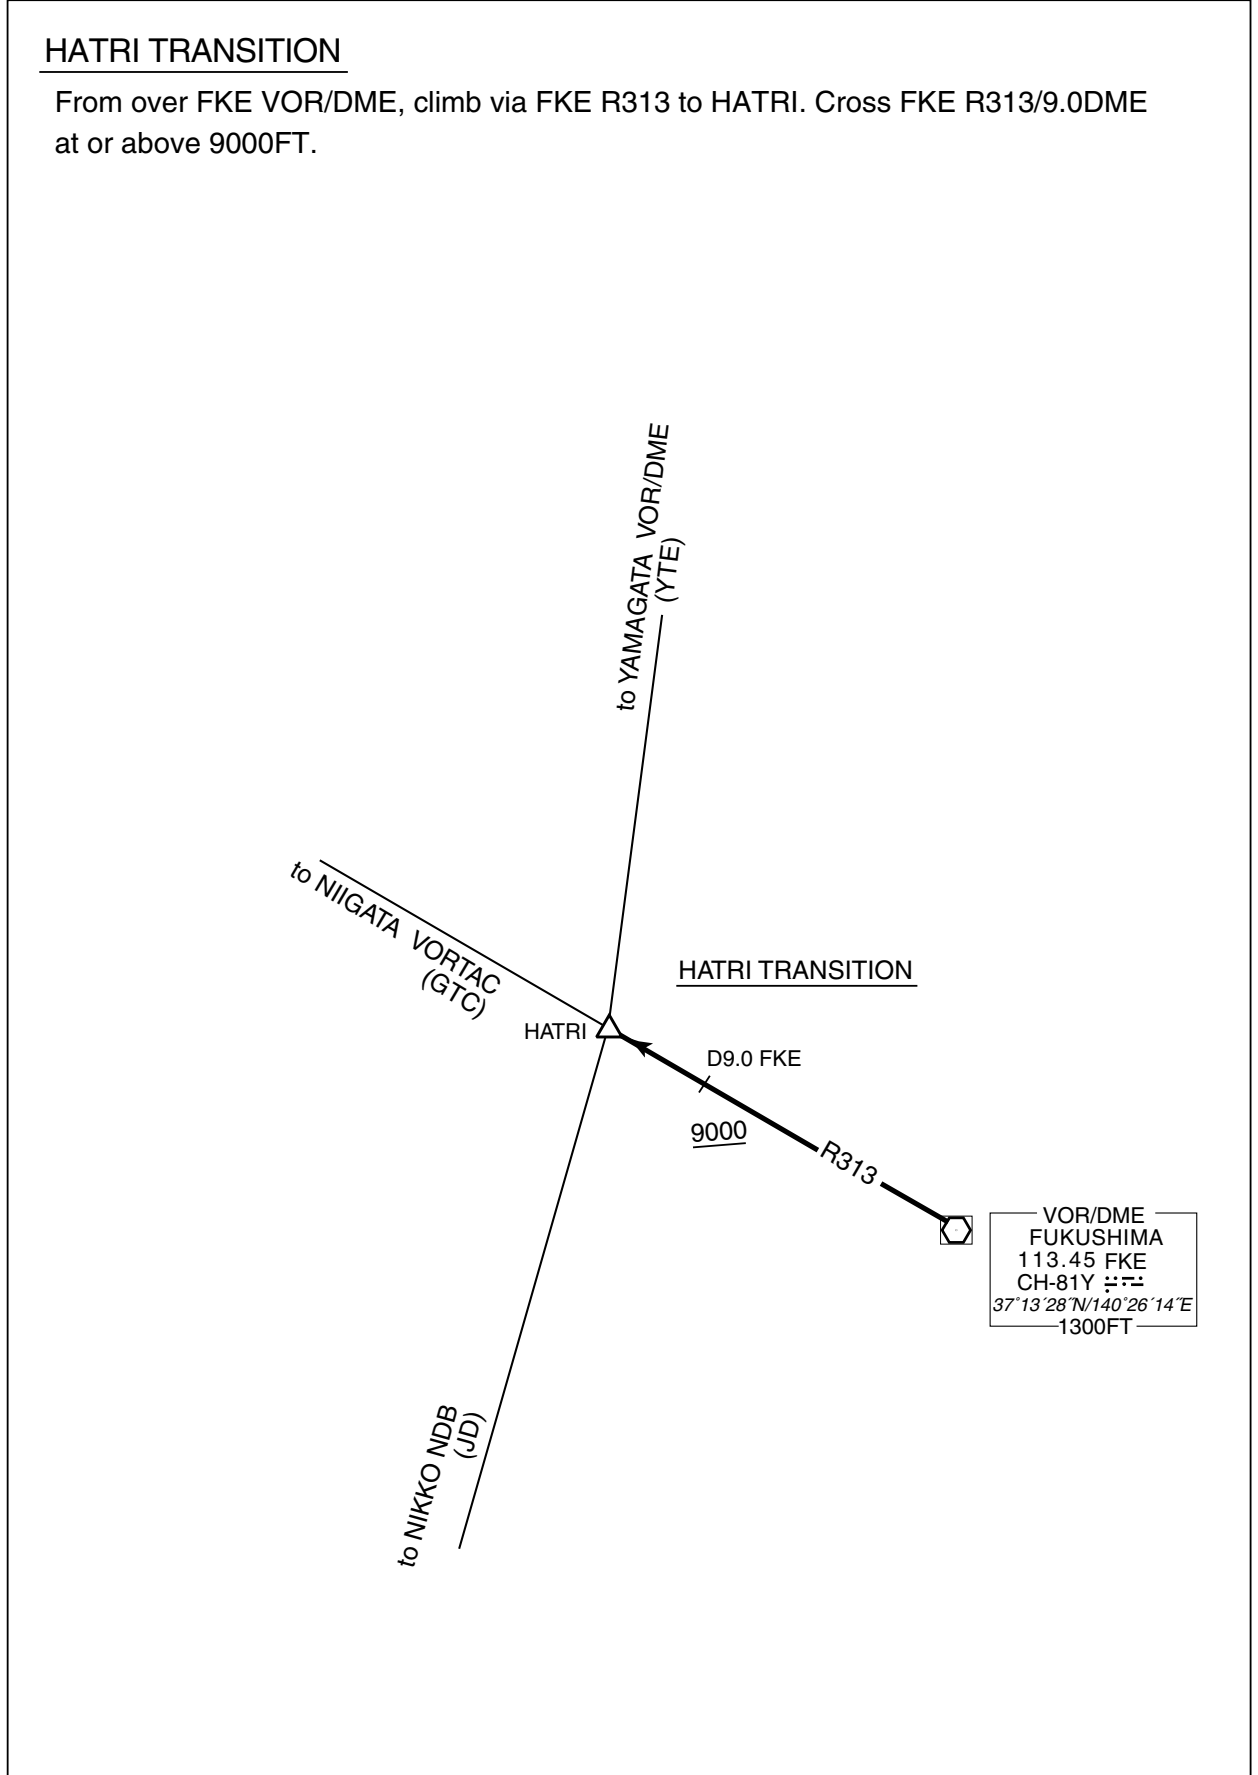 HATRI TRANSITION
From over FKE VOR/DME, climb via FKE R313 to HATRI. Cross FKE R313/9.0DME
at or above 9000FT.
to YAMAGATA VOR/DME
(YTE)
to NIIGATA VORTAC
(GTC)
HATRI TRANSITION
HATRI
D9.0 FKE
9000
R313
VOR/DME
FUKUSHIMA
113.45 FKE
CH-81Y
37°13´28˝N/140°26´14˝E
1300FT
to NIKKO NDB
(JD)